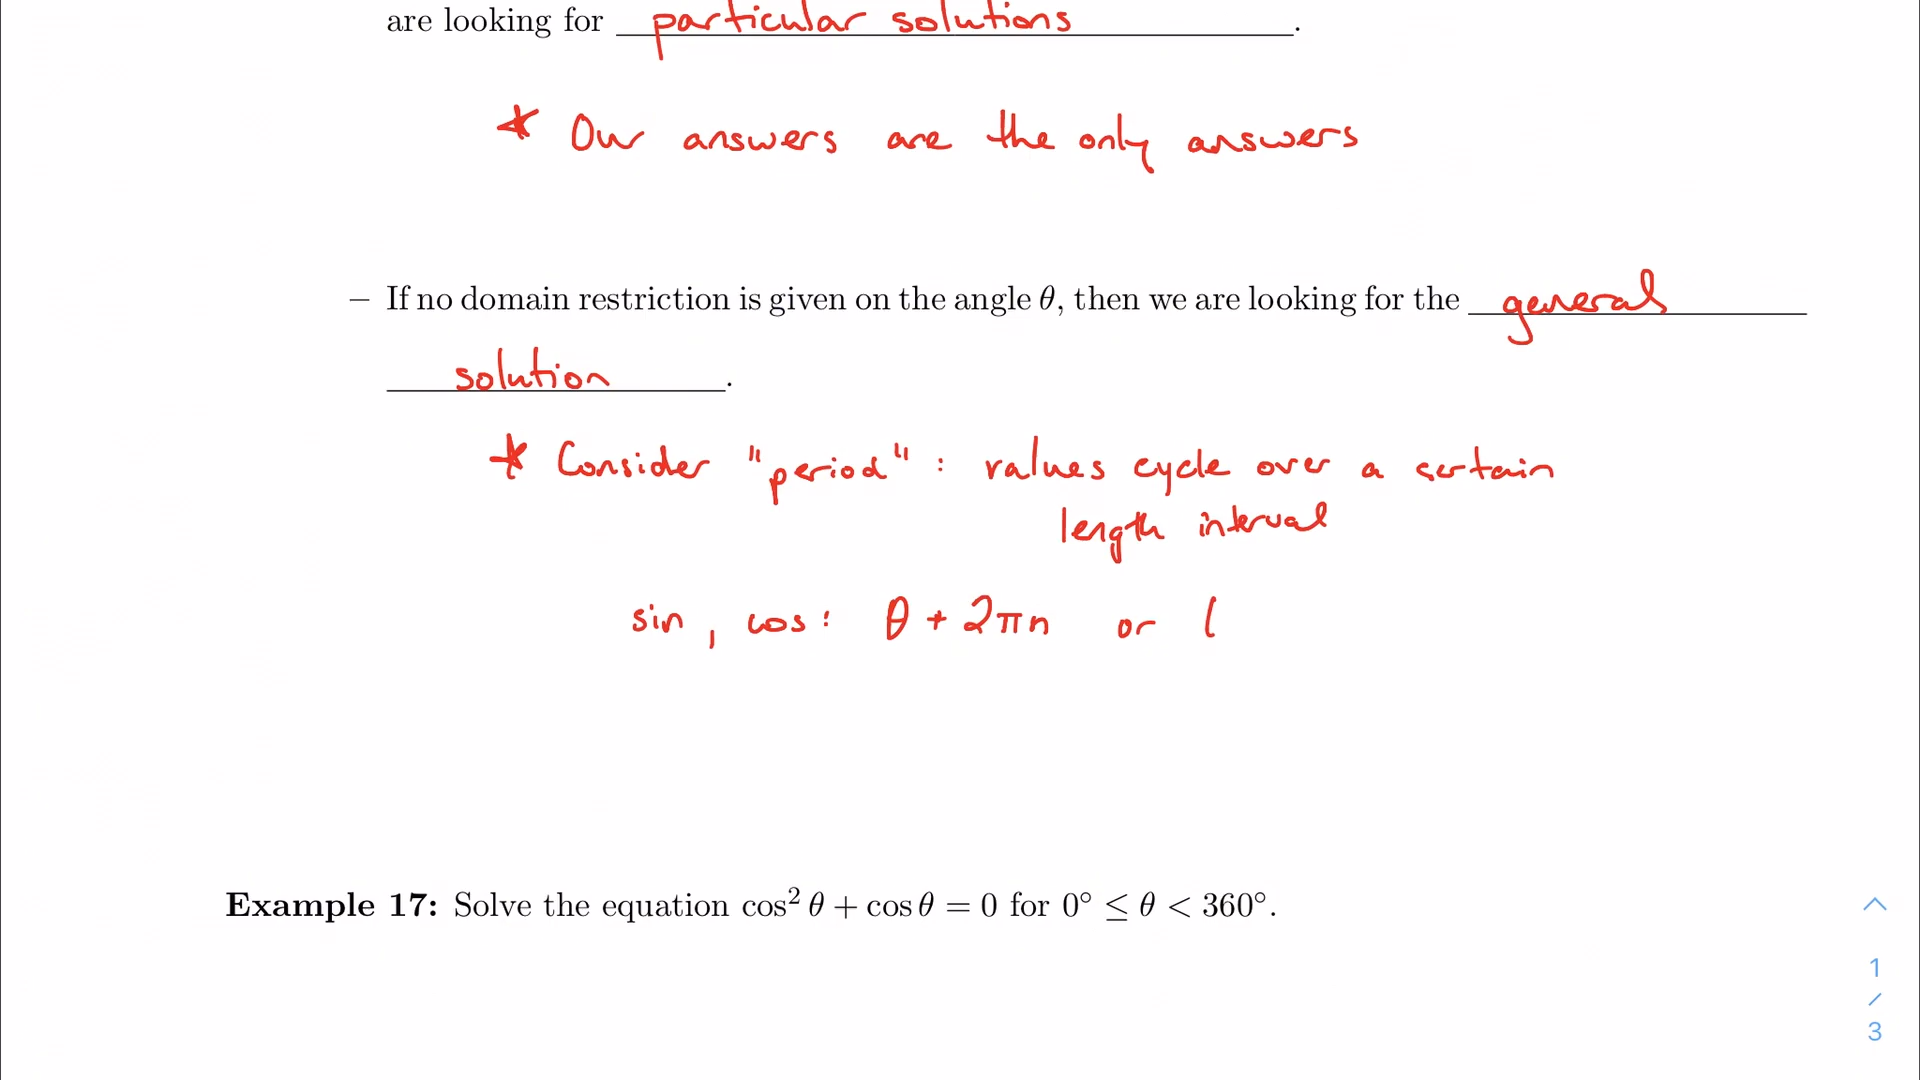 are looking for particular solutions.
* Our answers are the only answers
– If no domain restriction is given on the angle θ, then we are looking for the general
solution.
* Consider "period" : values cycle over a certain
length interval
sin, cos: θ + 2πn or (
Example 17: Solve the equation cos² θ + cos θ = 0 for 0° ≤ θ < 360°.
1
/
3